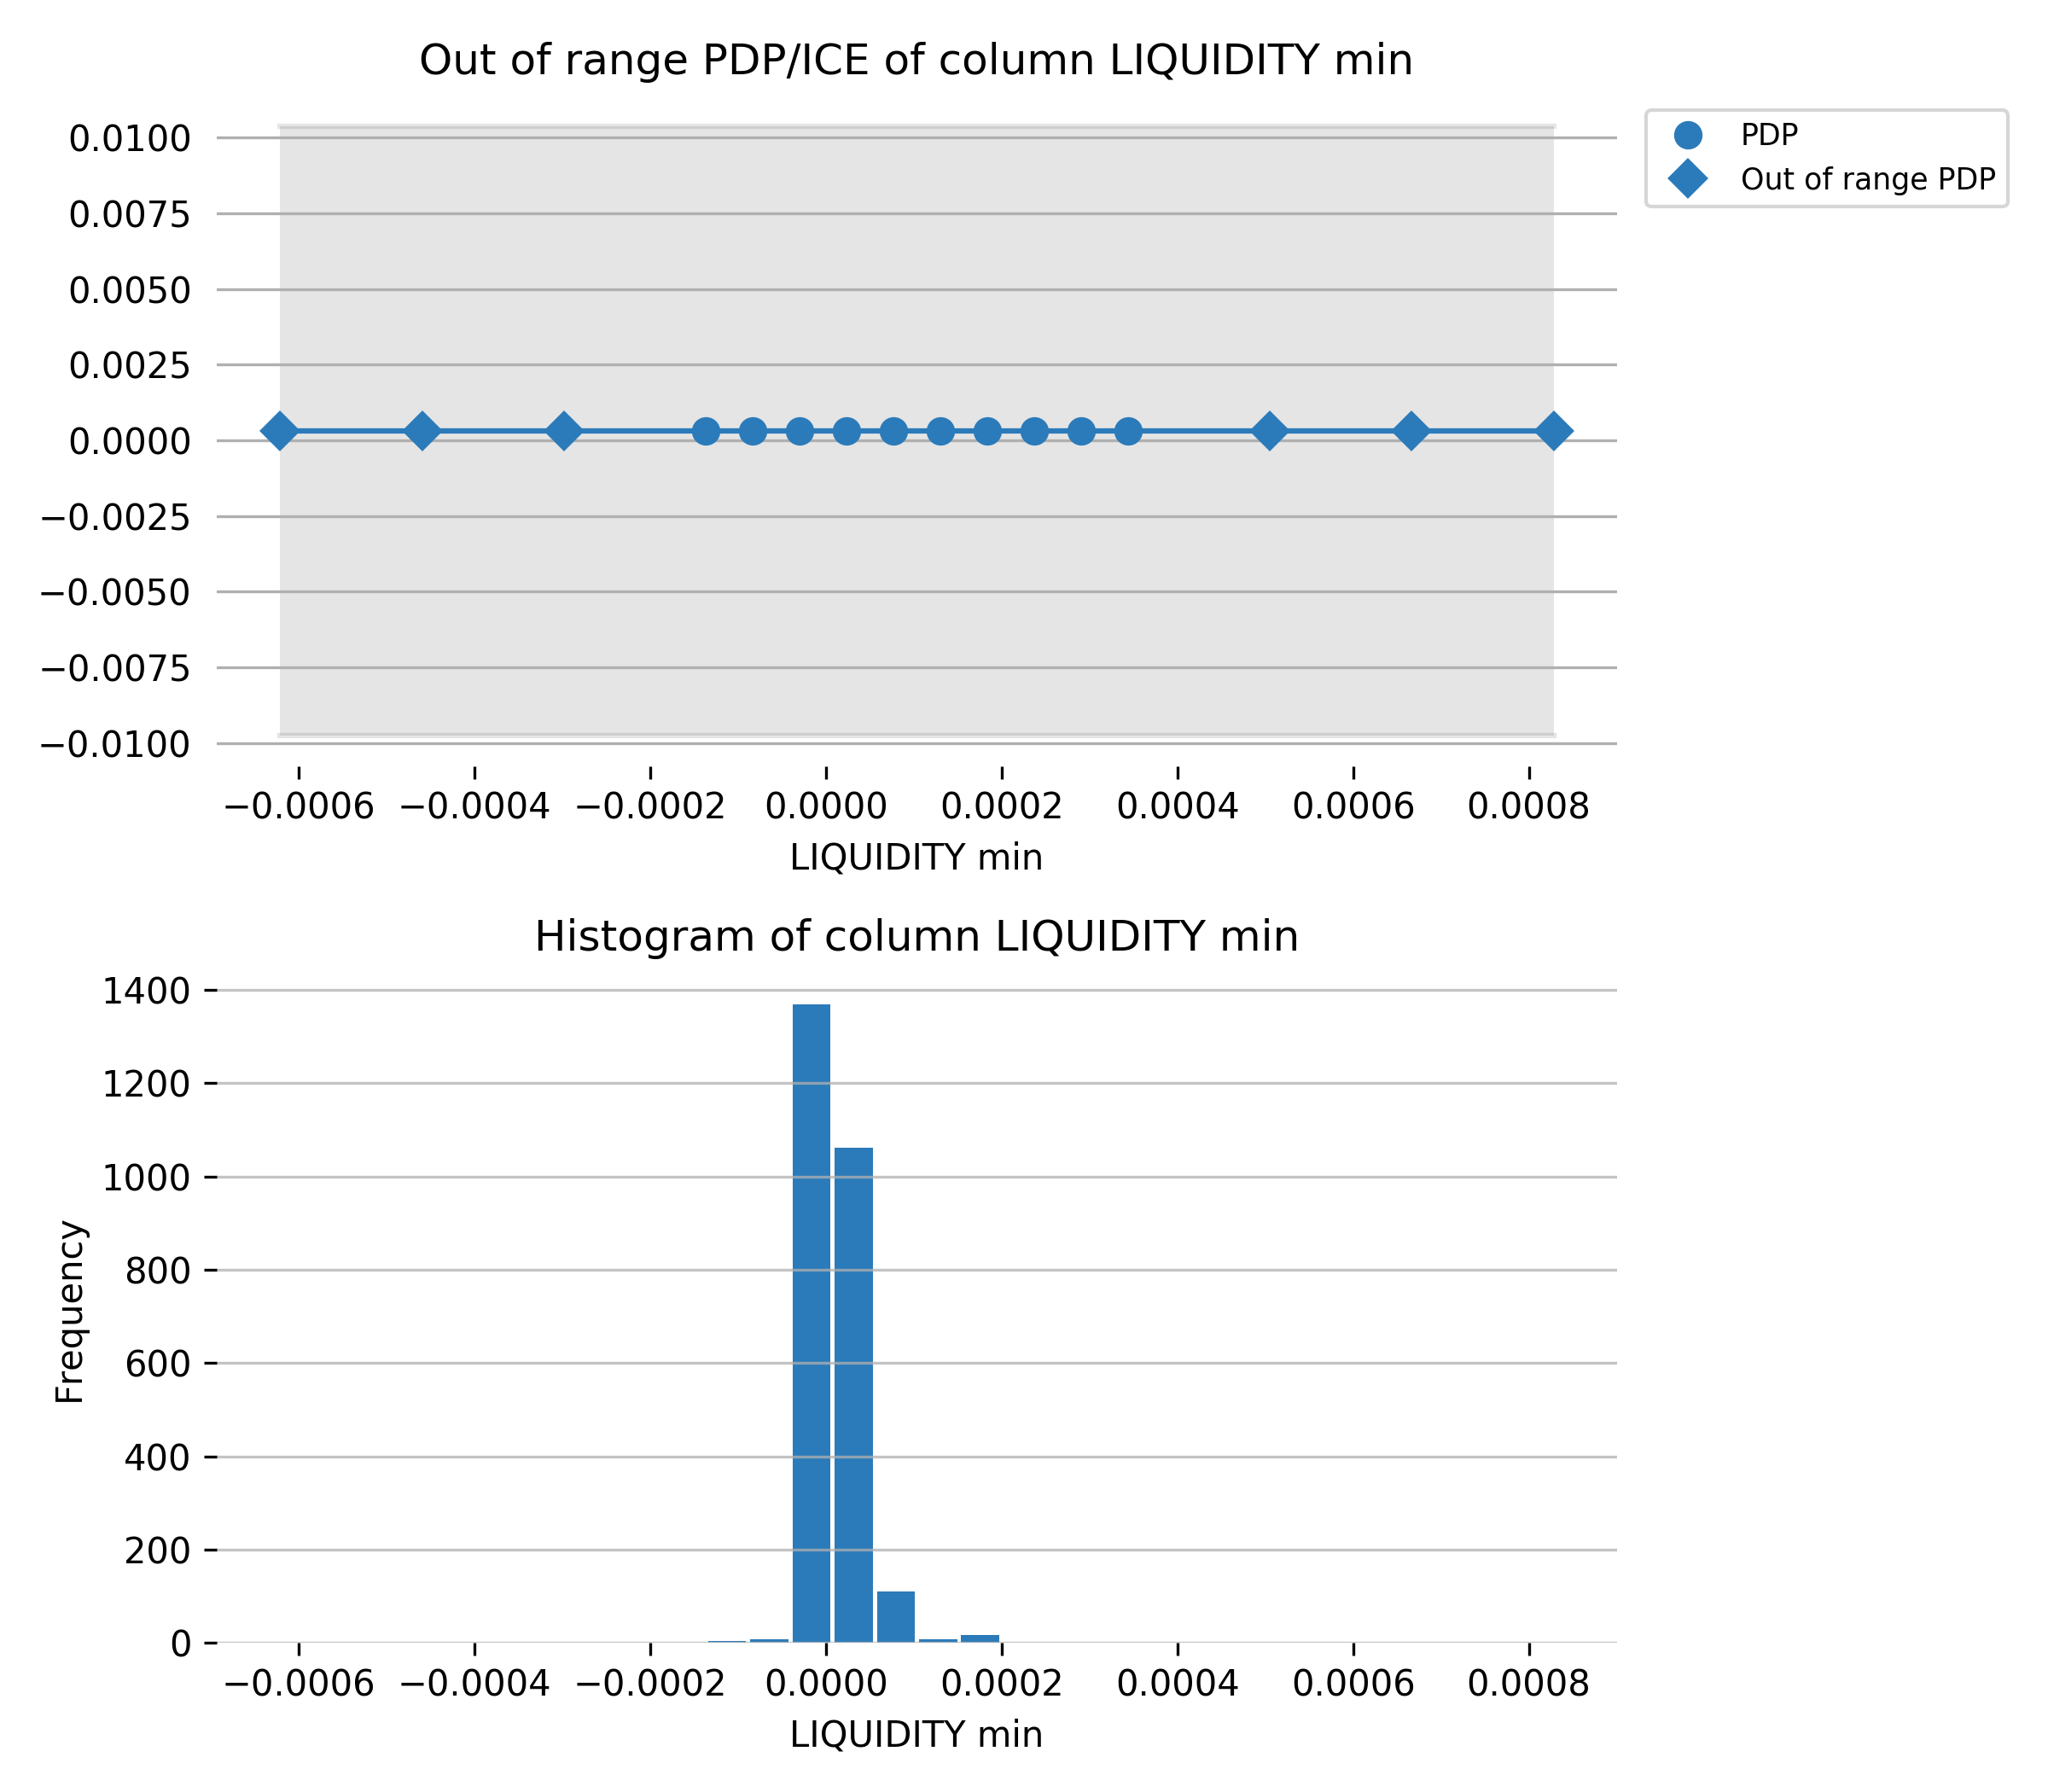 Out of range PDP/ICE of column LIQUIDITY min
PDP
Out of range PDP
0.0100
0.0075
0.0050
0.0025
0.0000
−0.0025
−0.0050
−0.0075
−0.0100
−0.0006 −0.0004 −0.0002 0.0000 0.0002 0.0004 0.0006 0.0008
LIQUIDITY min
Histogram of column LIQUIDITY min
1400
1200
1000
800
600
400
200
0
Frequency
−0.0006 −0.0004 −0.0002 0.0000 0.0002 0.0004 0.0006 0.0008
LIQUIDITY min